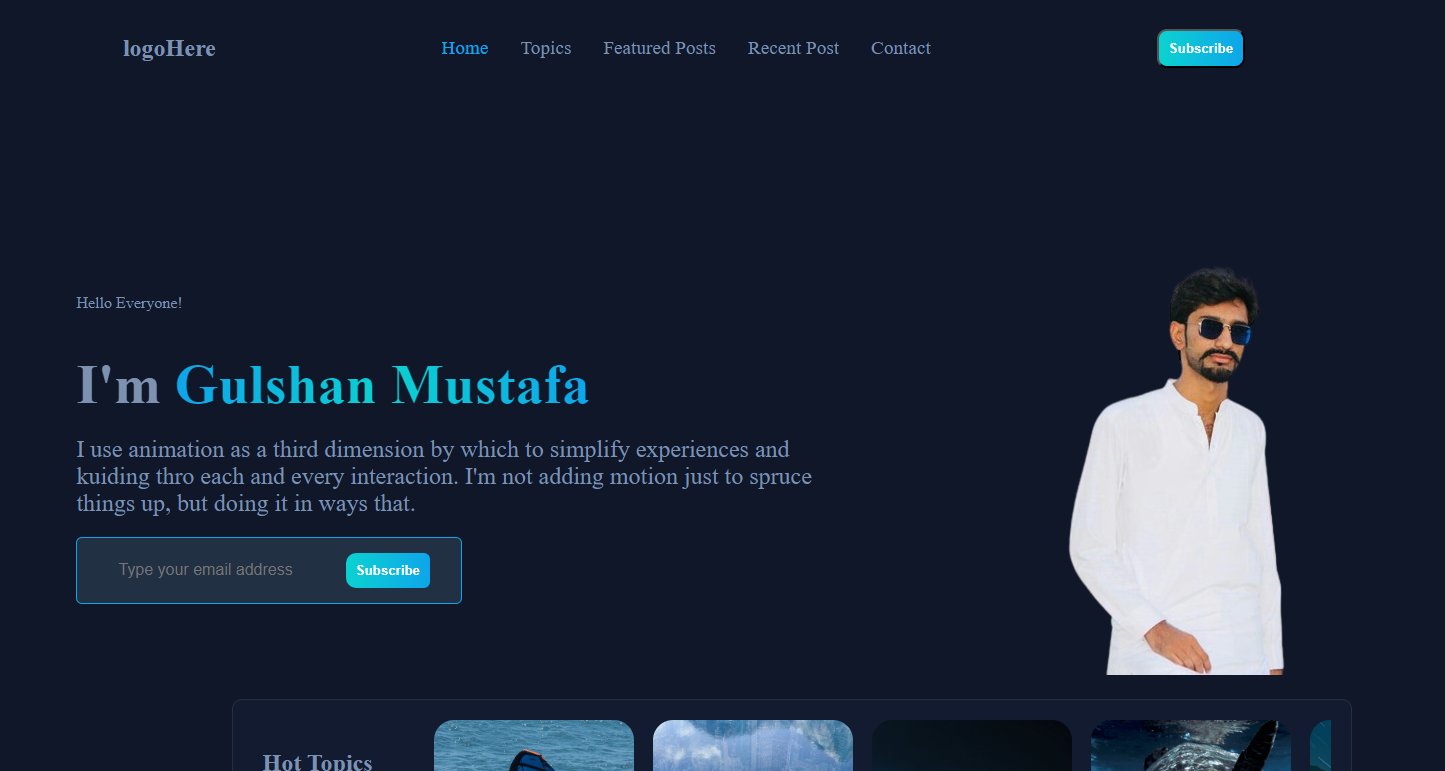 logoHere
Home Topics Featured Posts Recent Post Contact
Subscribe
Hello Everyone!
I'm Gulshan Mustafa
I use animation as a third dimension by which to simplify experiences and
kuiding thro each and every interaction. I'm not adding motion just to spruce
things up, but doing it in ways that.
Type your email address
Subscribe
Hot Topics